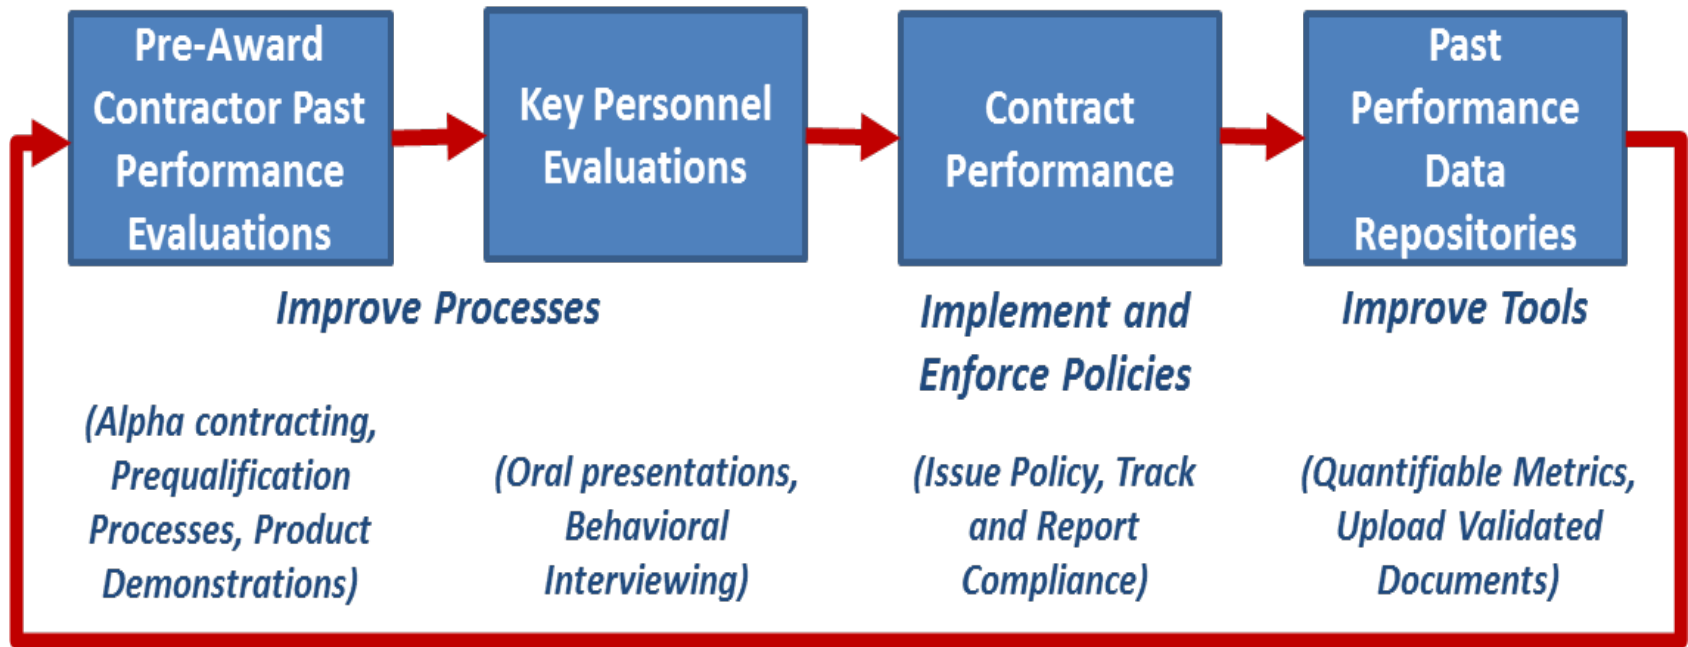 Pre-Award
Contractor Past
Performance
Evaluations
Key Personnel
Evaluations
Contract
Performance
Past
Performance
Data
Repositories
Improve Processes
Implement and
Enforce Policies
Improve Tools
(Alpha contracting,
Prequalification
Processes, Product
Demonstrations)
(Oral presentations,
Behavioral
Interviewing)
(Issue Policy, Track
and Report
Compliance)
(Quantifiable Metrics,
Upload Validated
Documents)